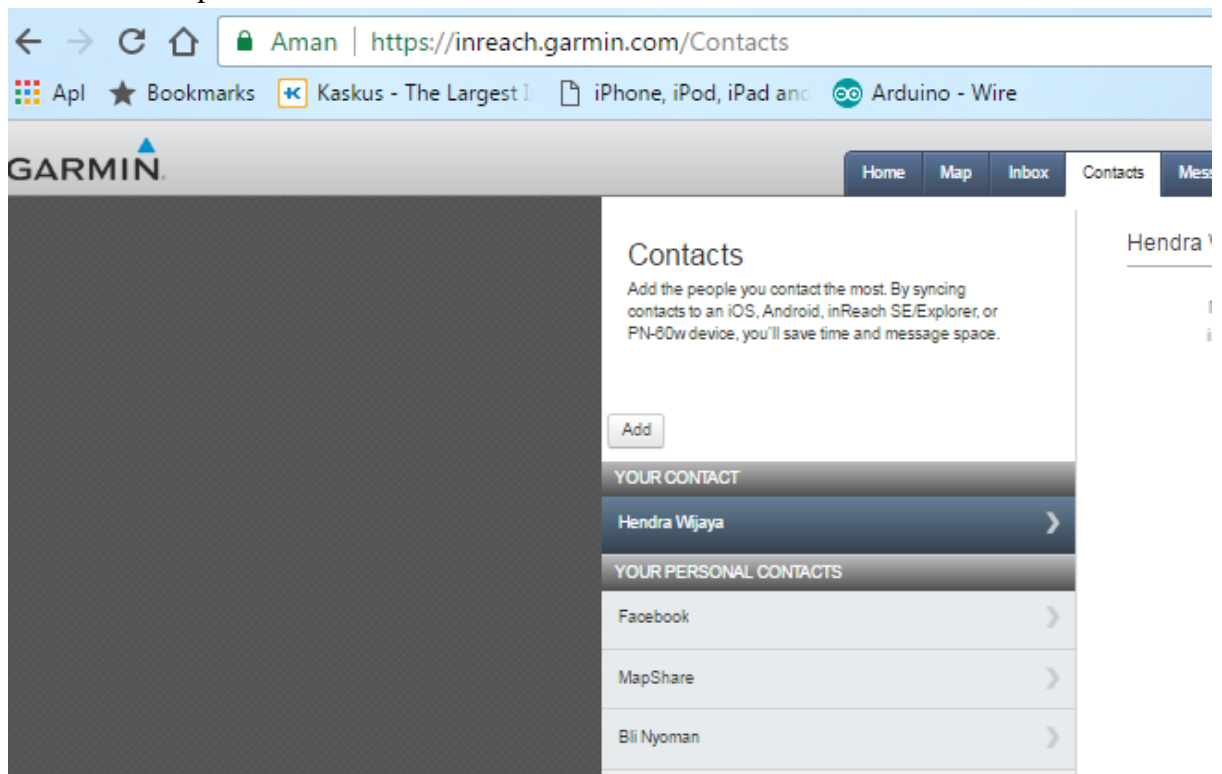 Aman | https://inreach.garmin.com/Contacts
Apl Bookmarks Kaskus - The Largest iPhone, iPod, iPad and Arduino - Wire
GARMIN.
Home Map Inbox Contacts Mess
Contacts
Add the people you contact the most. By syncing
contacts to an iOS, Android, inReach SE/Explorer, or
PN-60w device, you'll save time and message space.
Add
YOUR CONTACT
Hendra Wijaya
YOUR PERSONAL CONTACTS
Facebook
MapShare
Bli Nyoman
Hendra